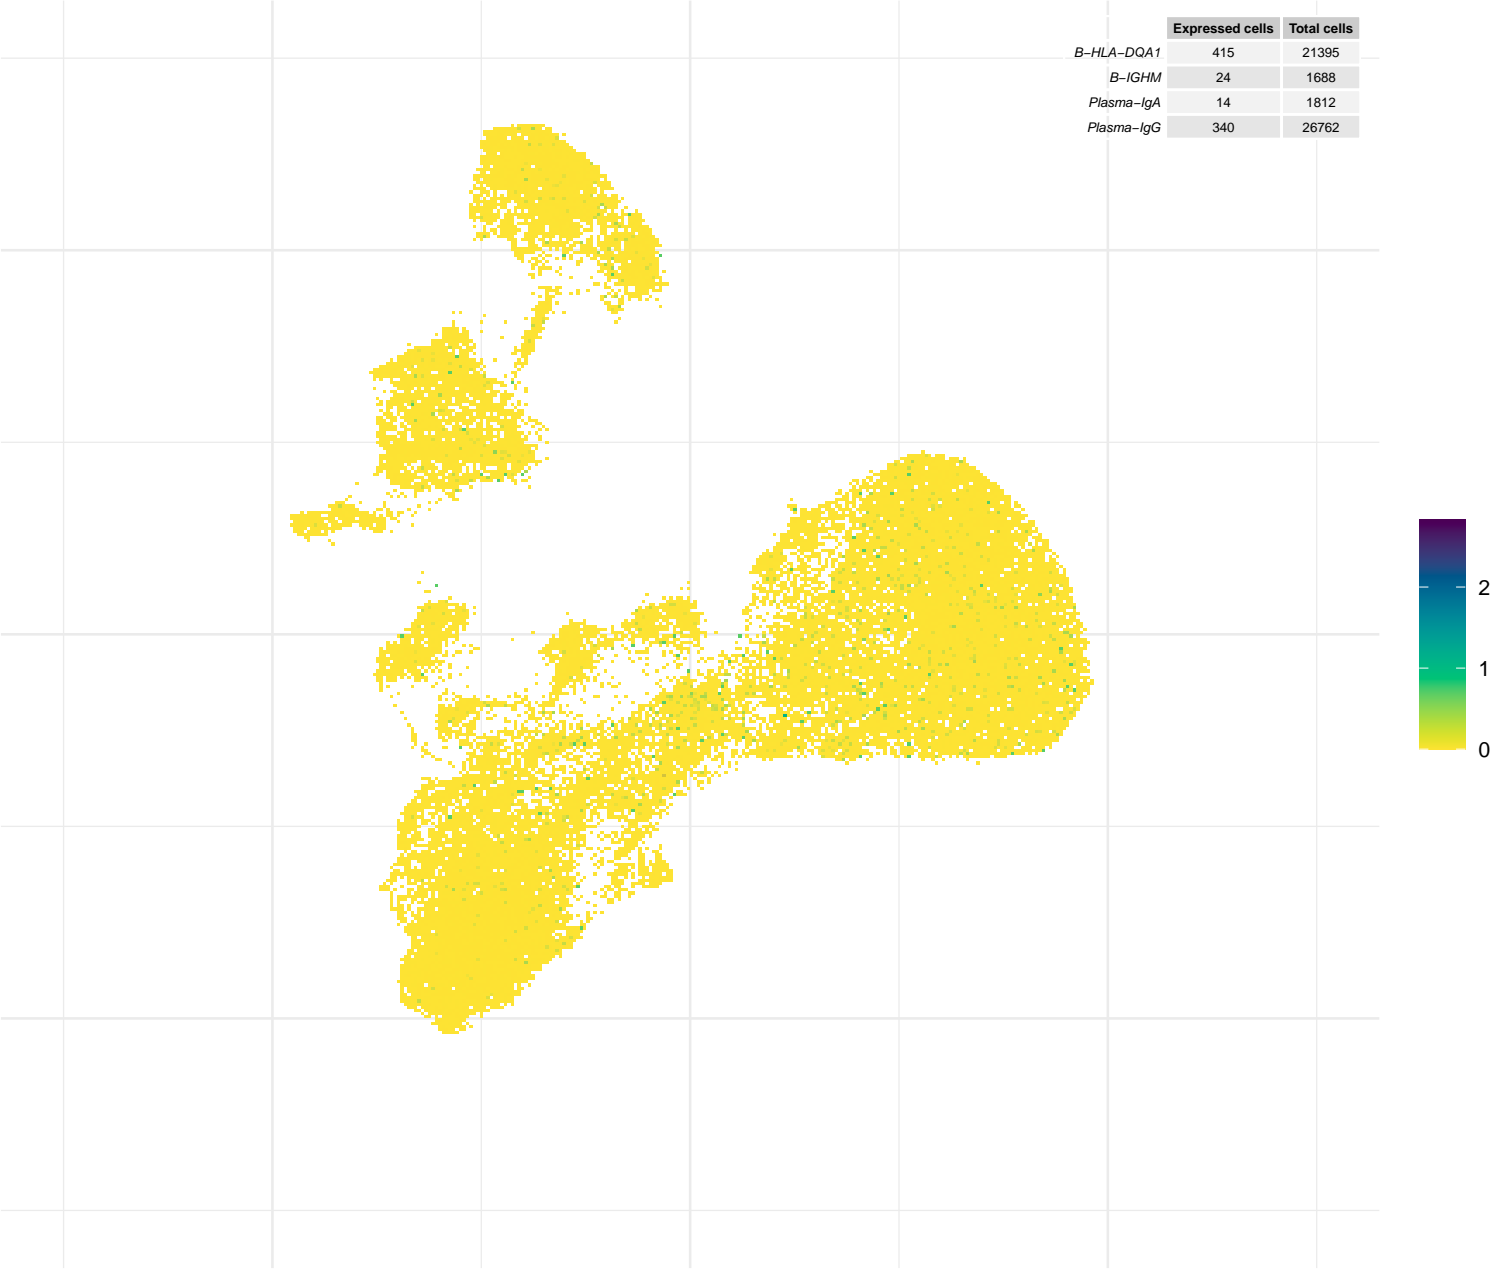 Expressed cells Total cells
B−HLA−DQA1 415 21395
B−IGHM 24 1688
Plasma−IgA 14 1812
Plasma−IgG 340 26762
2
1
0